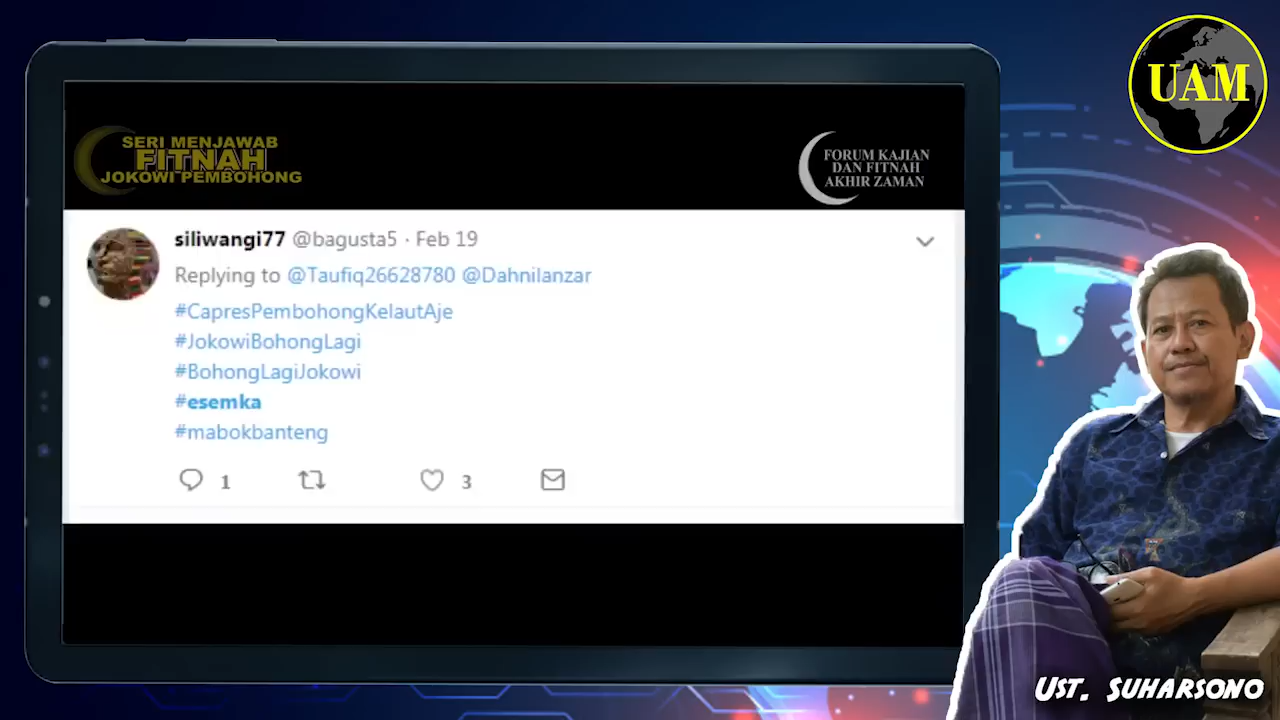 UAM
SERI MENJAWAB
FITNAH
JOKOWI PEMBOHONG
FORUM KAJIAN
DAN FITNAH
AKHIR ZAMAN
siliwangi77 @bagusta5 · Feb 19
Replying to @Taufiq26628780 @Dahnilanzar
#CapresPembohongKelautAje
#JokowiBohongLagi
#BohongLagiJokowi
#esemka
#mabokbanteng
1 3
UST. SUHARSONO